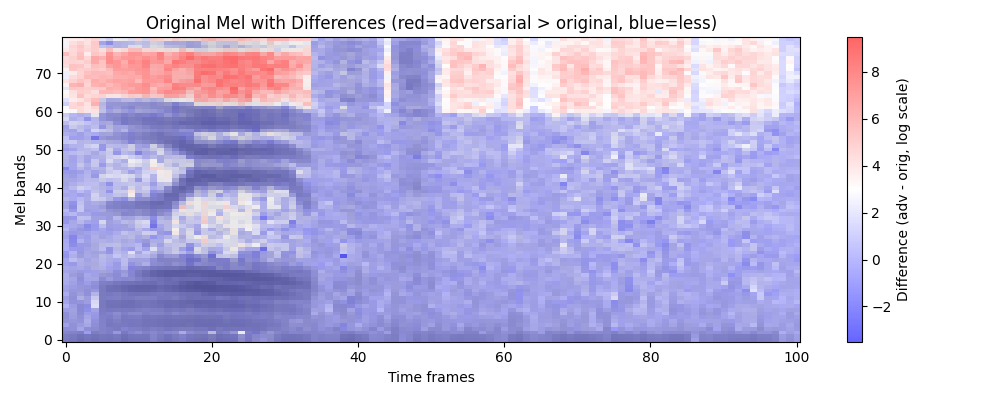 Original Mel with Differences (red=adversarial > original, blue=less)
Mel bands
70
60
50
40
30
20
10
0
0 20 40 60 80 100
Time frames
8
6
4
2
0
−2
Difference (adv - orig, log scale)